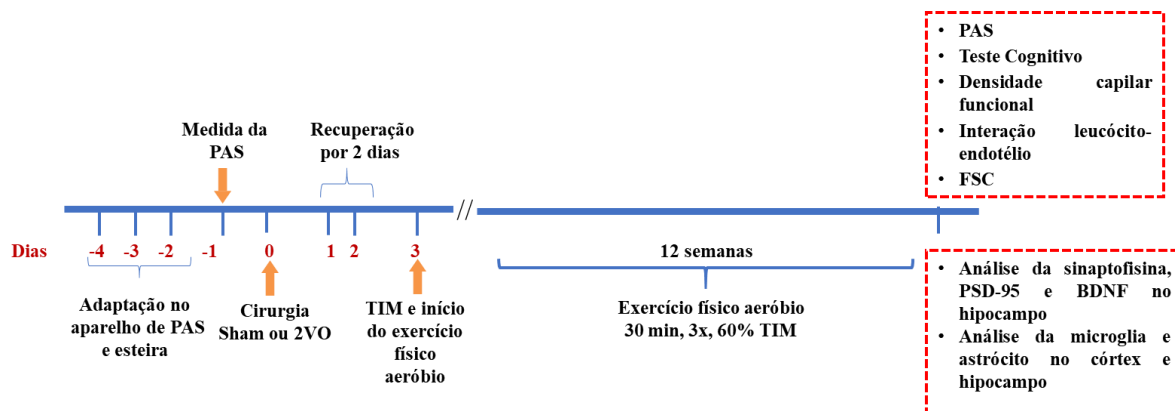 • PAS
• Teste Cognitivo
• Densidade capilar
funcional
• Interação leucócito-
endotélio
• FSC
Medida da
PAS
Recuperação
por 2 dias
//
Dias
-4
-3
-2
-1
0
1
2
3
12 semanas
Adaptação no
aparelho de PAS
e esteira
Cirurgia
Sham ou 2VO
TIM e início
do exercício
físico
aeróbio
Exercício físico aeróbio
30 min, 3x, 60% TIM
• Análise da sinaptofisina,
PSD-95 e BDNF no
hipocampo
• Análise da microglia e
astrócito no córtex e
hipocampo